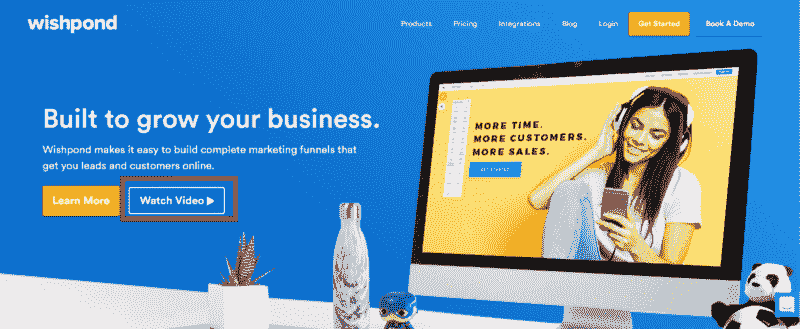 wishpond
Products Pricing Integrations Blog Login Get Started Book A Demo
Built to grow your business.
Wishpond makes it easy to build complete marketing funnels that
get you leads and customers online.
Learn More Watch Video
MORE TIME.
MORE CUSTOMERS.
MORE SALES.